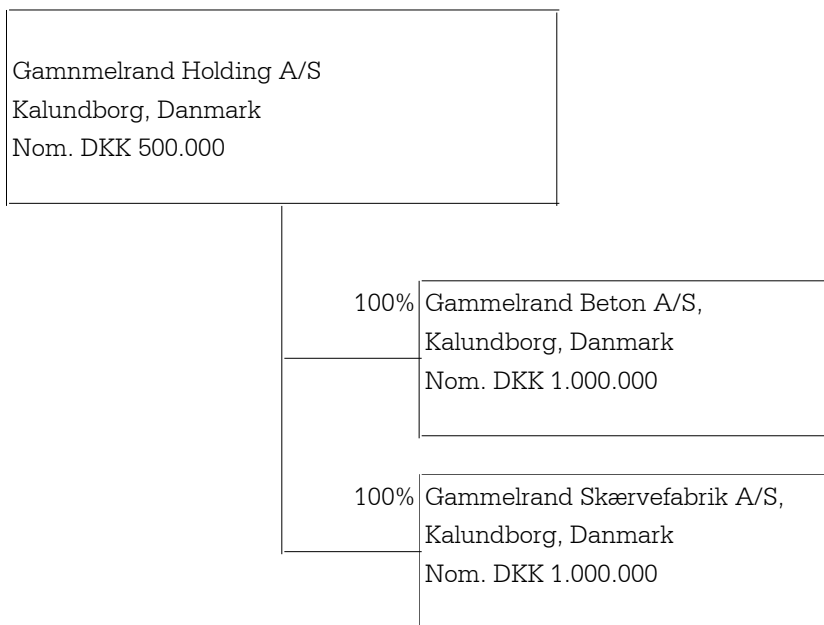 Gamnmelrand Holding A/S
Kalundborg, Danmark
Nom. DKK 500.000
100% Gammelrand Beton A/S,
Kalundborg, Danmark
Nom. DKK 1.000.000
100% Gammelrand Skærvefabrik A/S,
Kalundborg, Danmark
Nom. DKK 1.000.000